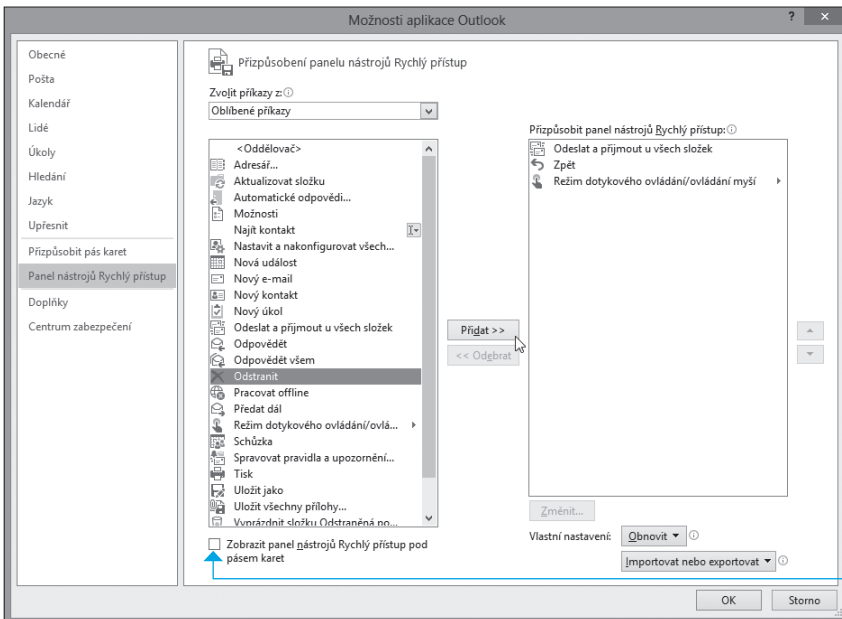 Možnosti aplikace Outlook
?
×
Obecné
Pošta
Kalendář
Lidé
Úkoly
Hledání
Jazyk
Upřesnit
Přizpůsobit pás karet
Panel nástrojů Rychlý přístup
Doplňky
Centrum zabezpečení
Přizpůsobení panelu nástrojů Rychlý přístup
Zvolit příkazy z:
Oblíbené příkazy
<Oddělovač>
Adresář...
Aktualizovat složku
Automatické odpovědi...
Možnosti
Najít kontakt
Nastavit a nakonfigurovat všech...
Nová událost
Nový e-mail
Nový kontakt
Nový úkol
Odeslat a přijmout u všech složek
Odpovědět
Odpovědět všem
Odstranit
Pracovat offline
Předat dál
Režim dotykového ovládání/ovlá...
Schůzka
Spravovat pravidla a upozornění...
Tisk
Uložit jako
Uložit všechny přílohy...
Vyprázdnit složku Odstraněná po...
Zobrazit panel nástrojů Rychlý přístup pod
pásem karet
Přidat >>
<< Odebrat
Přizpůsobit panel nástrojů Rychlý přístup:
Odeslat a přijmout u všech složek
Zpět
Režim dotykového ovládání/ovládání myší
Změnit...
Vlastní nastavení:
Obnovit
Importovat nebo exportovat
OK
Storno